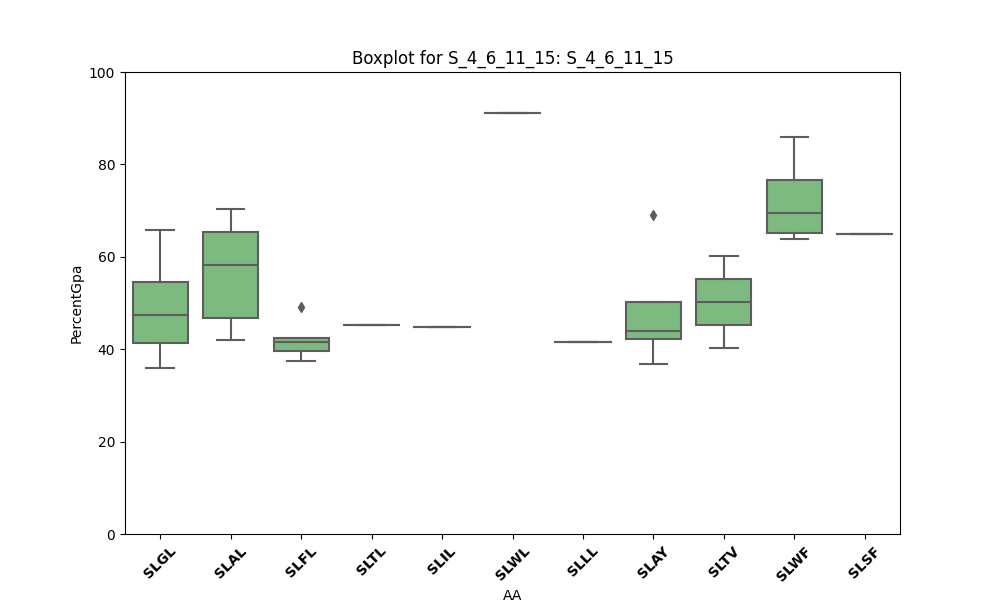 Boxplot for S_4_6_11_15: S_4_6_11_15
100
80
60
40
20
0
PercentGpa
SLGL SLAL SLFL SLTL SLIL SLWL SLLL SLAY SLTV SLWF SLSF
AA